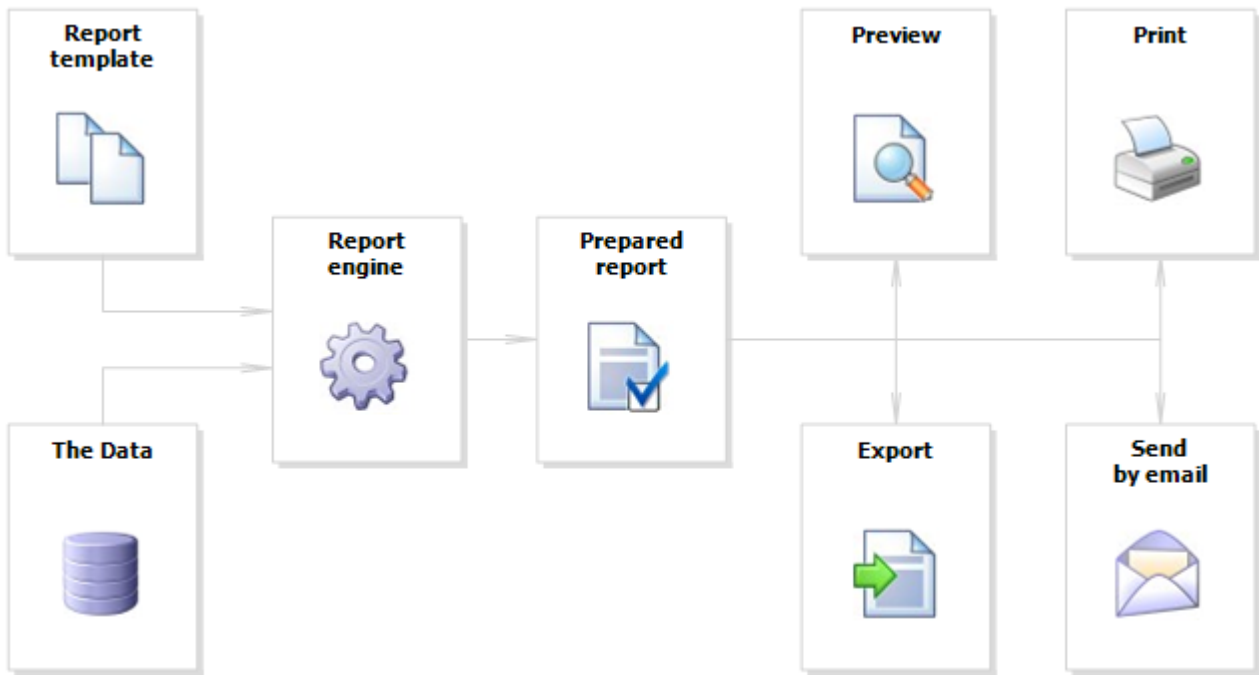 Report
template
Preview
Print
Report
engine
Prepared
report
The Data
Export
Send
by email